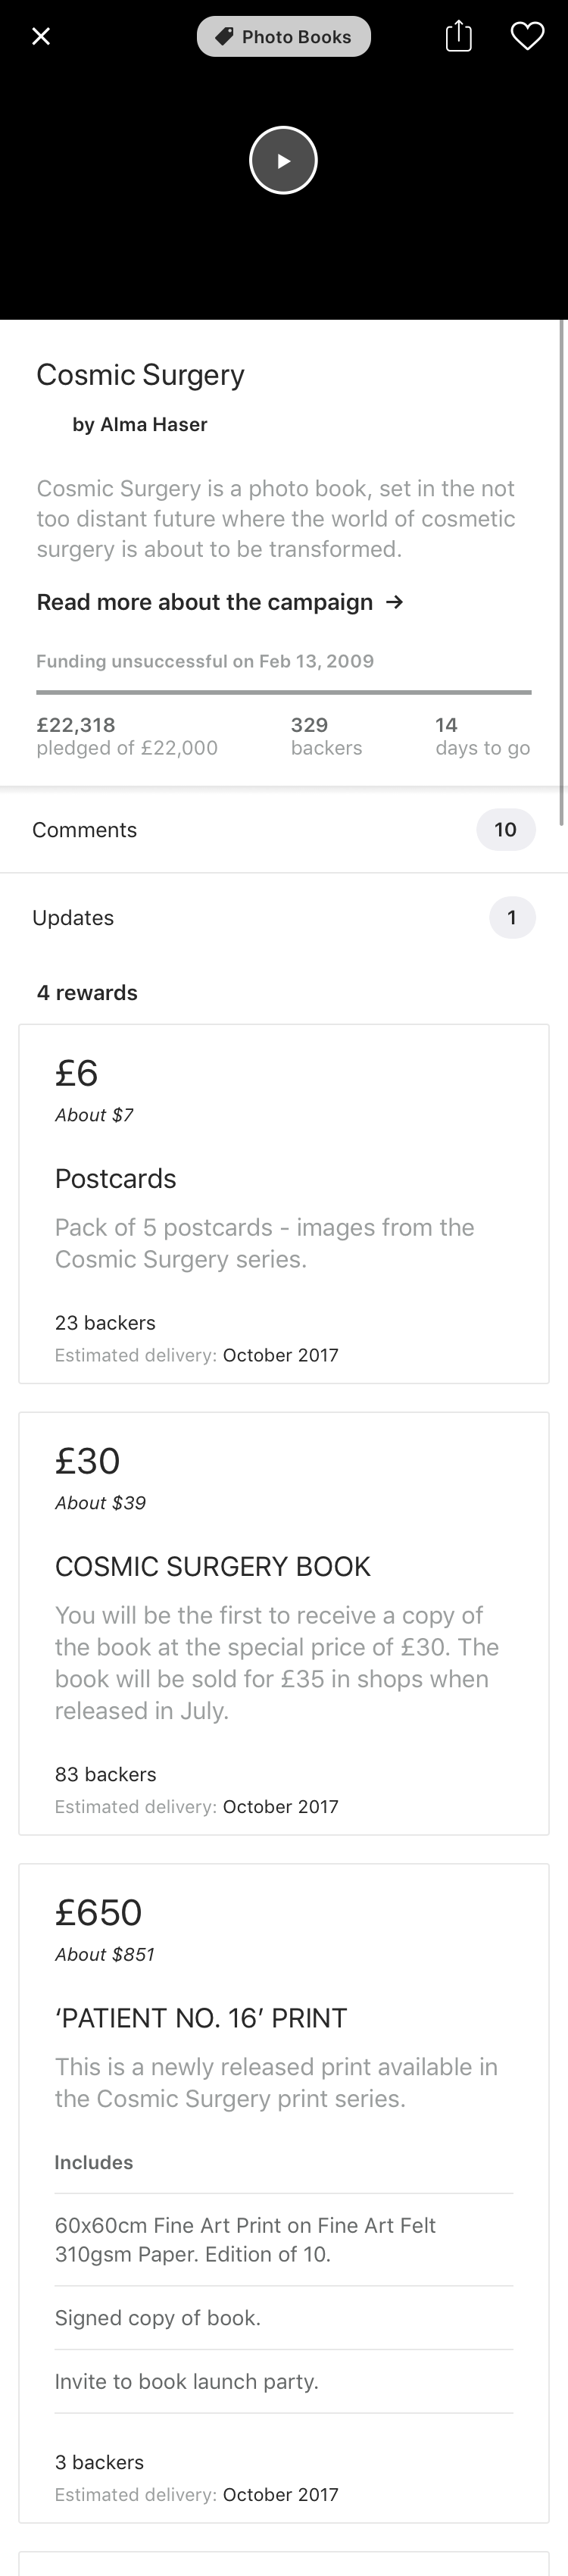 Photo Books
Cosmic Surgery
by Alma Haser
Cosmic Surgery is a photo book, set in the not
too distant future where the world of cosmetic
surgery is about to be transformed.
Read more about the campaign →
Funding unsuccessful on Feb 13, 2009
£22,318 329 14
pledged of £22,000 backers days to go
Comments 10
Updates 1
4 rewards
£6
About $7
Postcards
Pack of 5 postcards - images from the
Cosmic Surgery series.
23 backers
Estimated delivery: October 2017
£30
About $39
COSMIC SURGERY BOOK
You will be the first to receive a copy of
the book at the special price of £30. The
book will be sold for £35 in shops when
released in July.
83 backers
Estimated delivery: October 2017
£650
About $851
‘PATIENT NO. 16’ PRINT
This is a newly released print available in
the Cosmic Surgery print series.
Includes
60x60cm Fine Art Print on Fine Art Felt
310gsm Paper. Edition of 10.
Signed copy of book.
Invite to book launch party.
3 backers
Estimated delivery: October 2017